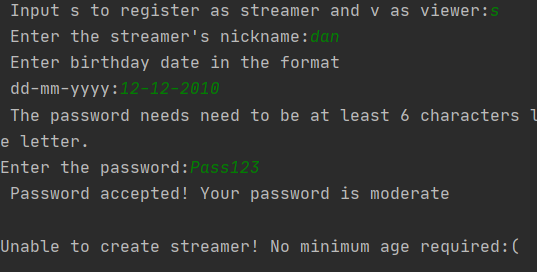 Input s to register as streamer and v as viewer:s
Enter the streamer's nickname:dan
Enter birthday date in the format
dd-mm-yyyy:12-12-2010
The password needs need to be at least 6 characters l
e letter.
Enter the password:Pass123
Password accepted! Your password is moderate
Unable to create streamer! No minimum age required:(